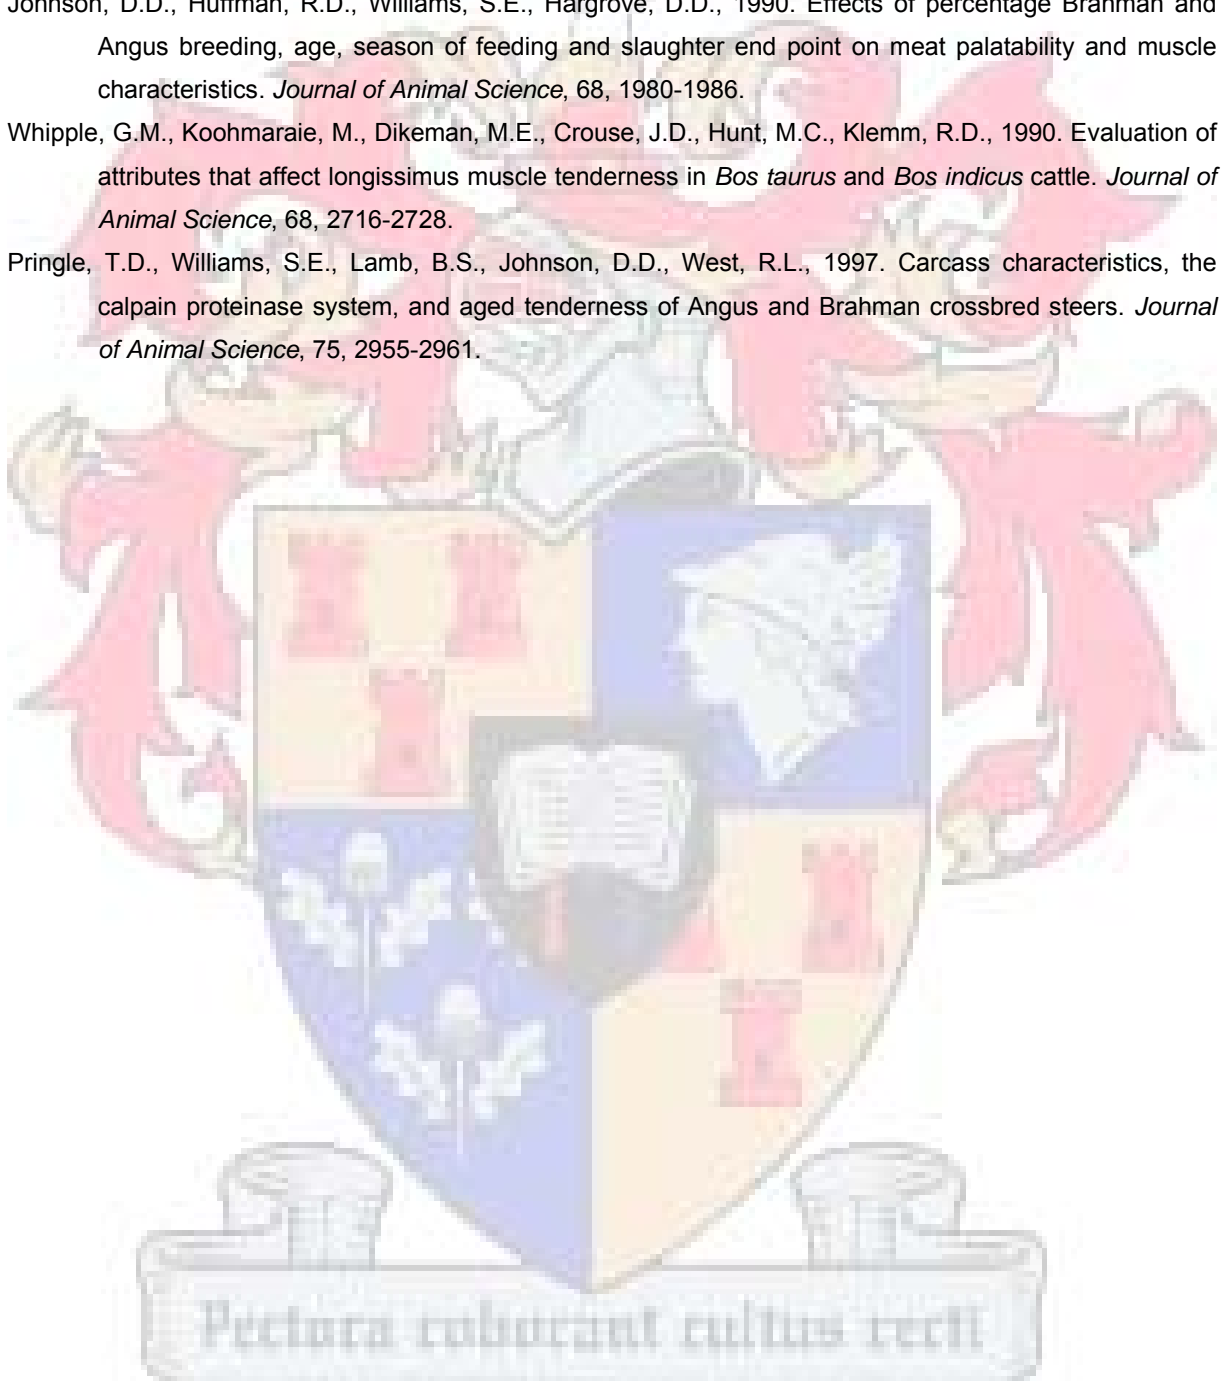 Johnson, D.D., Huffman, R.D., Williams, S.E., Hargrove, D.D., 1990. Effects of percentage Brahman and
Angus breeding, age, season of feeding and slaughter end point on meat palatability and muscle
characteristics. Journal of Animal Science, 68, 1980-1986.
Whipple, G.M., Koohmaraie, M., Dikeman, M.E., Crouse, J.D., Hunt, M.C., Klemm, R.D., 1990. Evaluation of
attributes that affect longissimus muscle tenderness in Bos taurus and Bos indicus cattle. Journal of
Animal Science, 68, 2716-2728.
Pringle, T.D., Williams, S.E., Lamb, B.S., Johnson, D.D., West, R.L., 1997. Carcass characteristics, the
calpain proteinase system, and aged tenderness of Angus and Brahman crossbred steers. Journal
of Animal Science, 75, 2955-2961.
Pectora roborant cultus recti